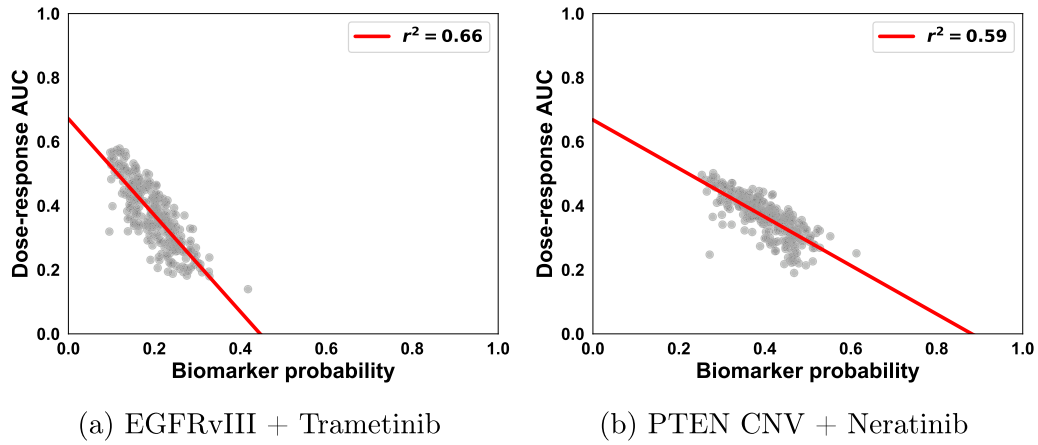 1.0
0.8
0.6
0.4
0.2
0.0
Dose-response AUC
r² = 0.66
0.0 0.2 0.4 0.6 0.8 1.0
Biomarker probability
(a) EGFRvIII + Trametinib
1.0
0.8
0.6
0.4
0.2
0.0
Dose-response AUC
r² = 0.59
0.0 0.2 0.4 0.6 0.8 1.0
Biomarker probability
(b) PTEN CNV + Neratinib